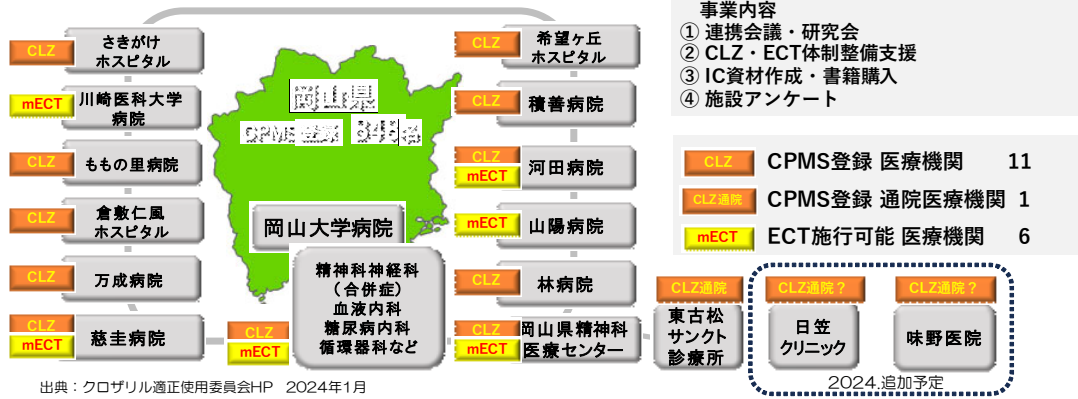 事業内容
① 連携会議・研究会
② CLZ・ECT体制整備支援
③ IC資材作成・書籍購入
④ 施設アンケート
CLZ
CPMS登録 医療機関 11
CLZ通院
CPMS登録 通院医療機関 1
mECT
ECT施行可能 医療機関 6
CLZ
さきがけ
ホスピタル
mECT
川崎医科大学
病院
CLZ
ももの里病院
CLZ
倉敷仁風
ホスピタル
CLZ
万成病院
CLZ
mECT
慈圭病院
岡山県
CPMS登録 346名
岡山大学病院
精神科神経科
（合併症）
血液内科
糖尿病内科
循環器科など
CLZ
mECT
CLZ
希望ヶ丘
ホスピタル
CLZ
積善病院
CLZ
mECT
河田病院
mECT
山陽病院
CLZ
林病院
CLZ
mECT
岡山県精神科
医療センター
CLZ通院
東古松
サンクト
診療所
CLZ通院？
日笠
クリニック
CLZ通院？
味野医院
2024.追加予定
出典：クロザリル適正使用委員会HP 2024年1月